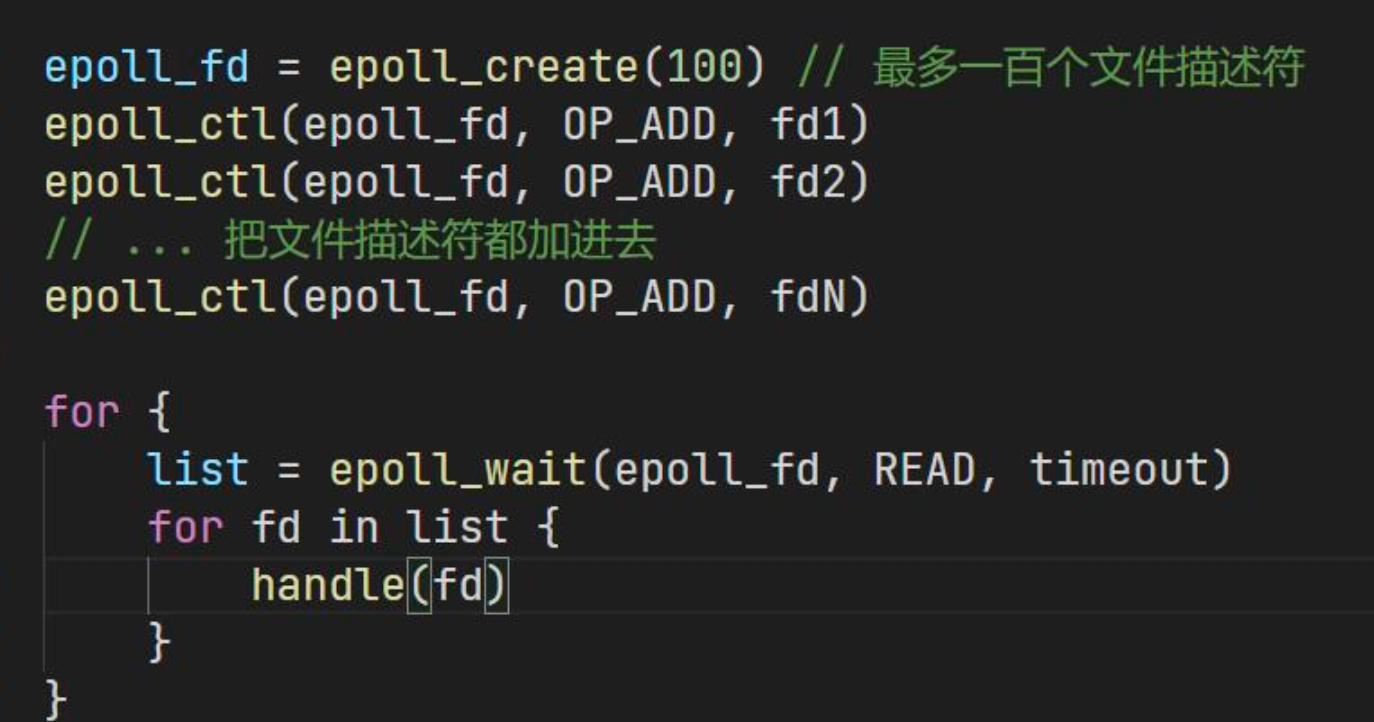 epoll_fd = epoll_create(100) // 最多一百个文件描述符
epoll_ctl(epoll_fd, OP_ADD, fd1)
epoll_ctl(epoll_fd, OP_ADD, fd2)
// ... 把文件描述符都加进去
epoll_ctl(epoll_fd, OP_ADD, fdN)
for {
list = epoll_wait(epoll_fd, READ, timeout)
for fd in list {
handle(fd)
}
}